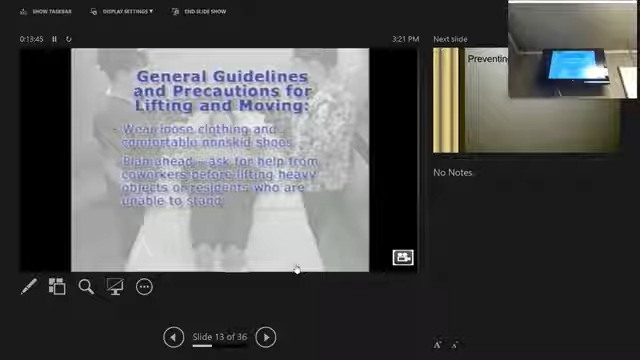 SHOW TASKBAR
DISPLAY SETTINGS ▾
END SLIDE SHOW
0:13:45
3:21 PM
General Guidelines
and Precautions for
Lifting and Moving:
- Wear loose clothing and
comfortable nonskid shoes
Plan ahead – ask for help from
coworkers before lifting heavy
objects or residents who are
unable to stand
Slide 13 of 36
Next slide
Preventing
No Notes.
A A